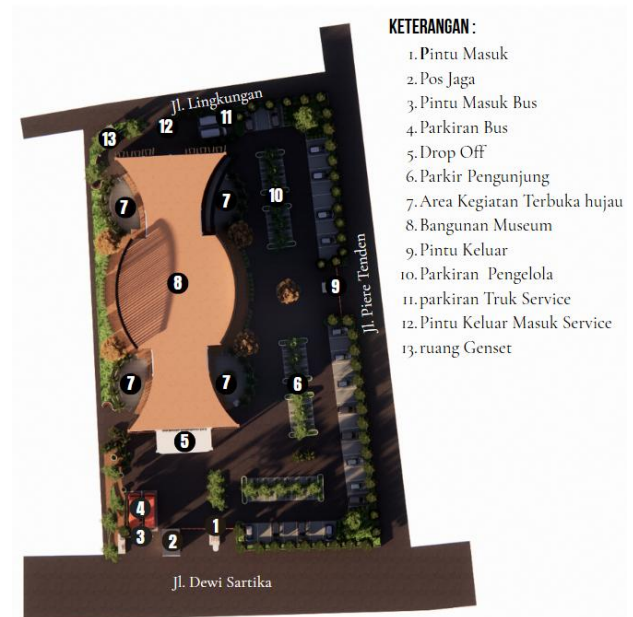 KETERANGAN :
1. Pintu Masuk
2. Pos Jaga
3. Pintu Masuk Bus
4. Parkiran Bus
5. Drop Off
6. Parkir Pengunjung
7. Area Kegiatan Terbuka hujau
8. Bangunan Museum
9. Pintu Keluar
10. Parkiran Pengelola
11. parkiran Truk Service
12. Pintu Keluar Masuk Service
13. ruang Genset
Jl. Lingkungan
11
12
13
7
7
10
8
9
Jl. Piere Tenden
7
7
6
5
4
3
2
1
Jl. Dewi Sartika